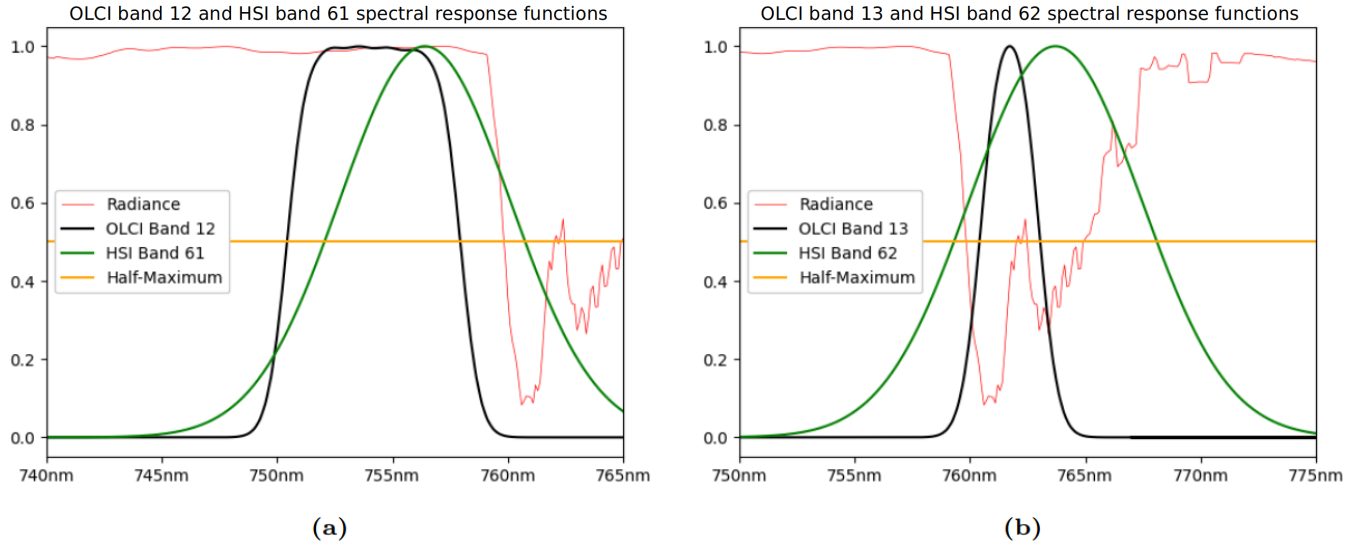 OLCI band 12 and HSI band 61 spectral response functions
1.0
0.8
0.6
0.4
0.2
0.0
Radiance
OLCI Band 12
HSI Band 61
Half-Maximum
740nm 745nm 750nm 755nm 760nm 765nm
(a)
OLCI band 13 and HSI band 62 spectral response functions
1.0
0.8
0.6
0.4
0.2
0.0
Radiance
OLCI Band 13
HSI Band 62
Half-Maximum
750nm 755nm 760nm 765nm 770nm 775nm
(b)